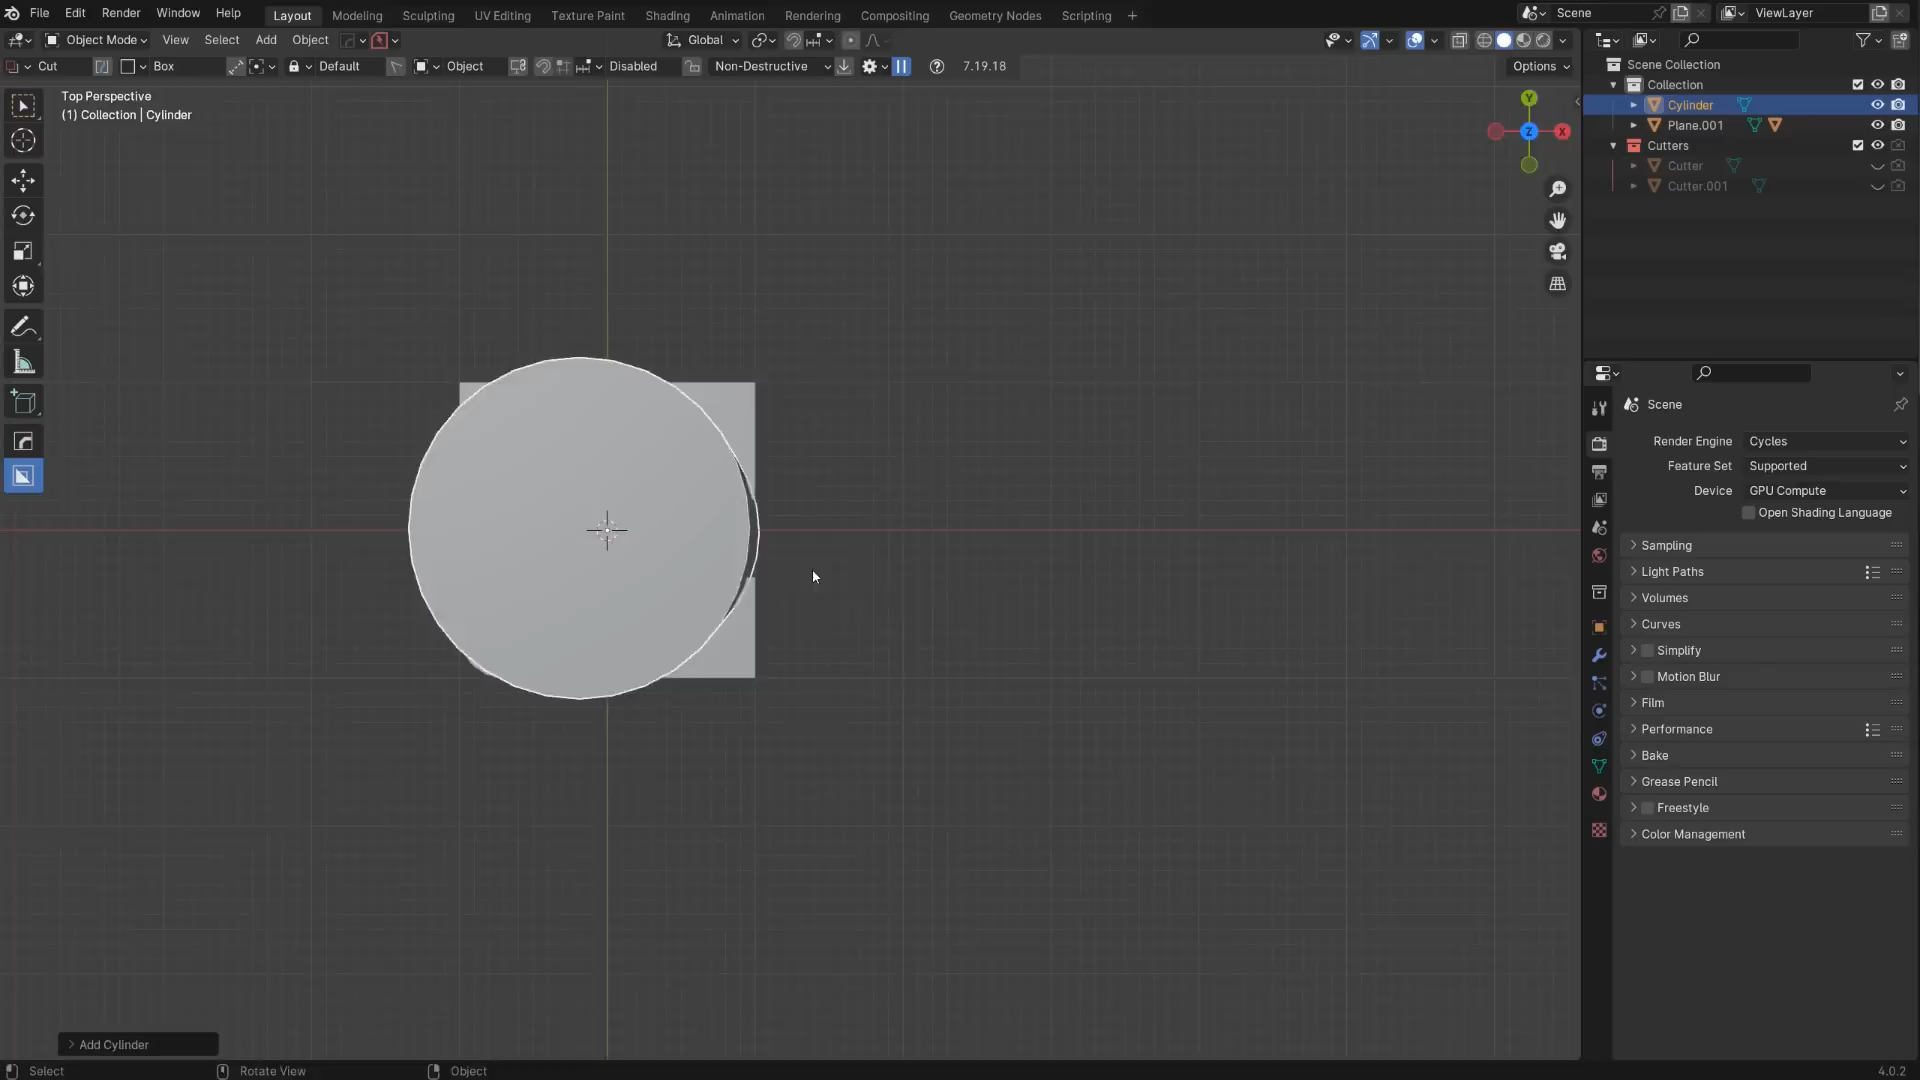 File Edit Render Window Help Layout Modeling Sculpting UV Editing Texture Paint Shading Animation Rendering Compositing Geometry Nodes Scripting + Scene ViewLayer
Object Mode View Select Add Object Global
Cut Box Default Object Disabled Non-Destructive 7.19.18 Options
Top Perspective
(1) Collection | Cylinder
Y
Z
X
Scene Collection
Collection
Cylinder
Plane.001
Cutters
Cutter
Cutter.001
Scene
Render Engine Cycles
Feature Set Supported
Device GPU Compute
Open Shading Language
Sampling
Light Paths
Volumes
Curves
Simplify
Motion Blur
Film
Performance
Bake
Grease Pencil
Freestyle
Color Management
Add Cylinder
Select Rotate View Object 4.0.2